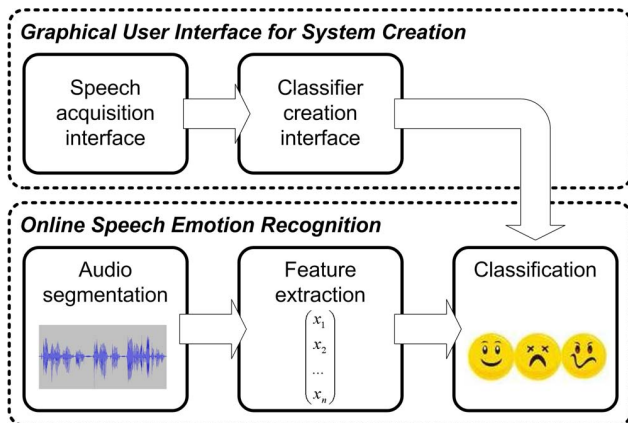 Graphical User Interface for System Creation
Speech
acquisition
interface
Classifier
creation
interface
Online Speech Emotion Recognition
Audio
segmentation
Feature
extraction
x1
x2
...
xn
Classification